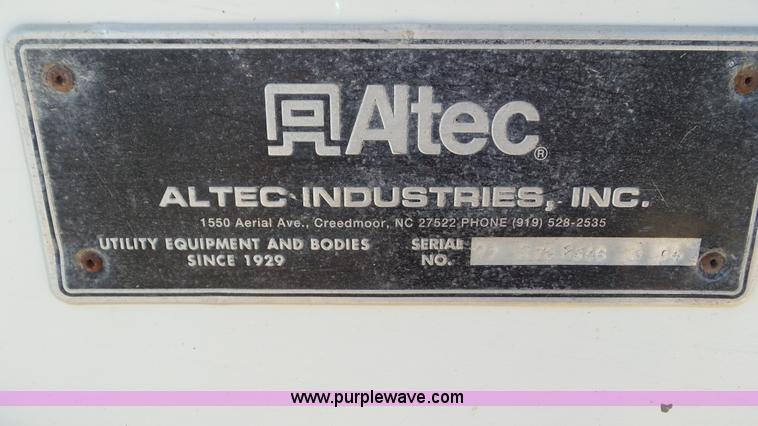 Altec®
ALTEC INDUSTRIES, INC.
1550 Aerial Ave., Creedmoor, NC 27522 PHONE (919) 528-2535
UTILITY EQUIPMENT AND BODIES
SINCE 1929
SERIAL
NO.
www.purplewave.com